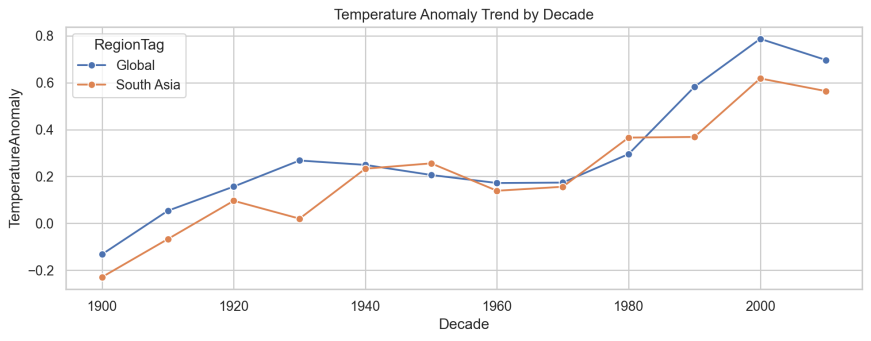 Temperature Anomaly Trend by Decade
RegionTag
Global
South Asia
TemperatureAnomaly
0.8
0.6
0.4
0.2
0.0
−0.2
1900
1920
1940
1960
1980
2000
Decade